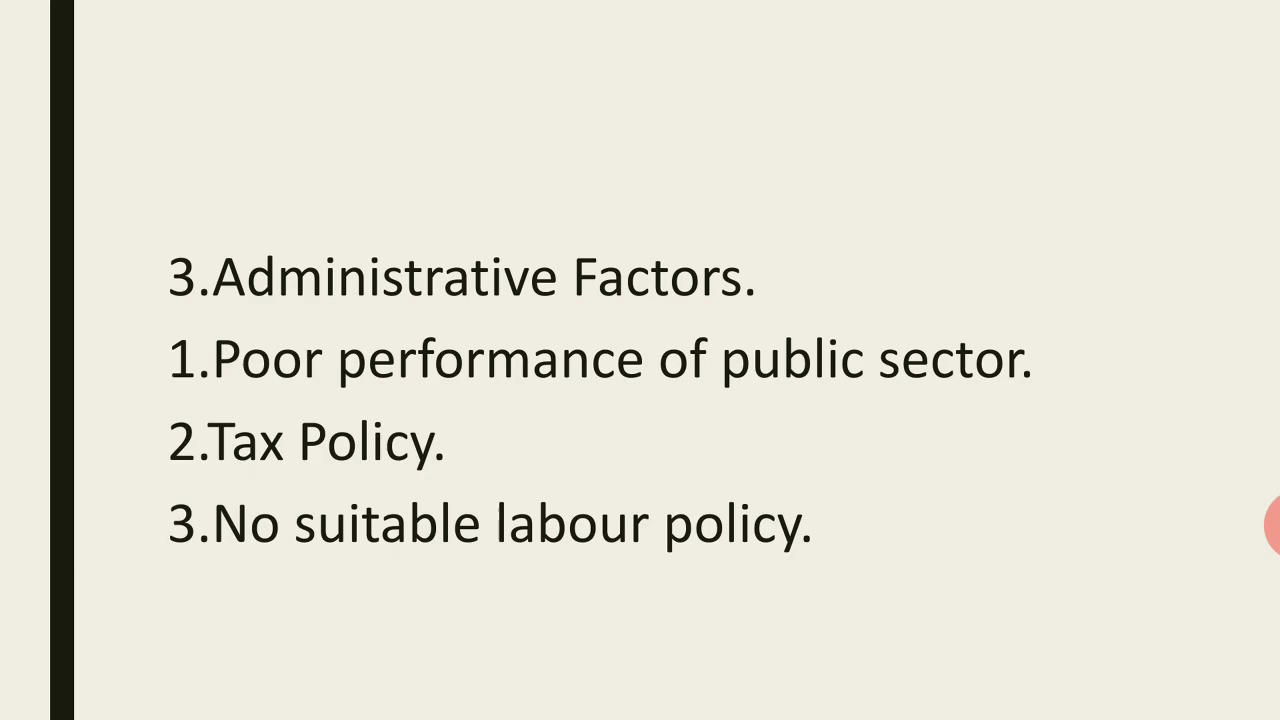 3.Administrative Factors.
1.Poor performance of public sector.
2.Tax Policy.
3.No suitable labour policy.